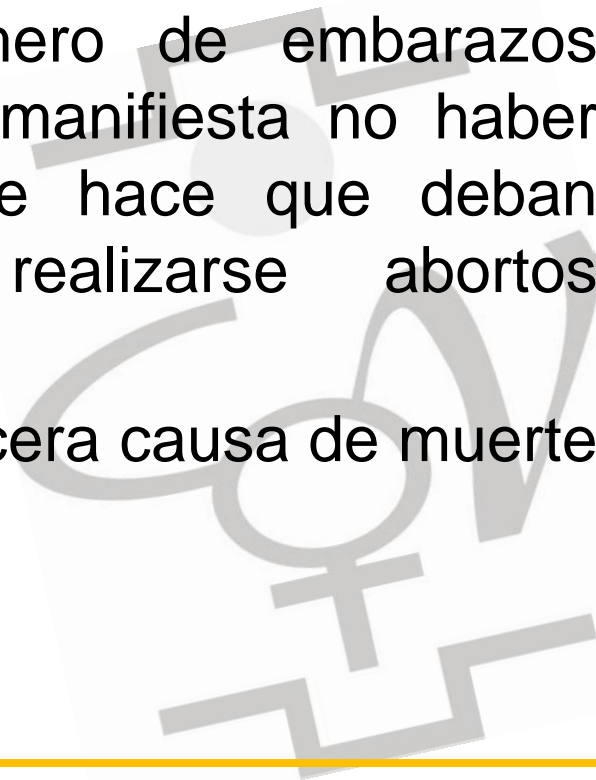 nero de embarazos
manifiesta no haber
e hace que deban
realizarse abortos
cera causa de muerte